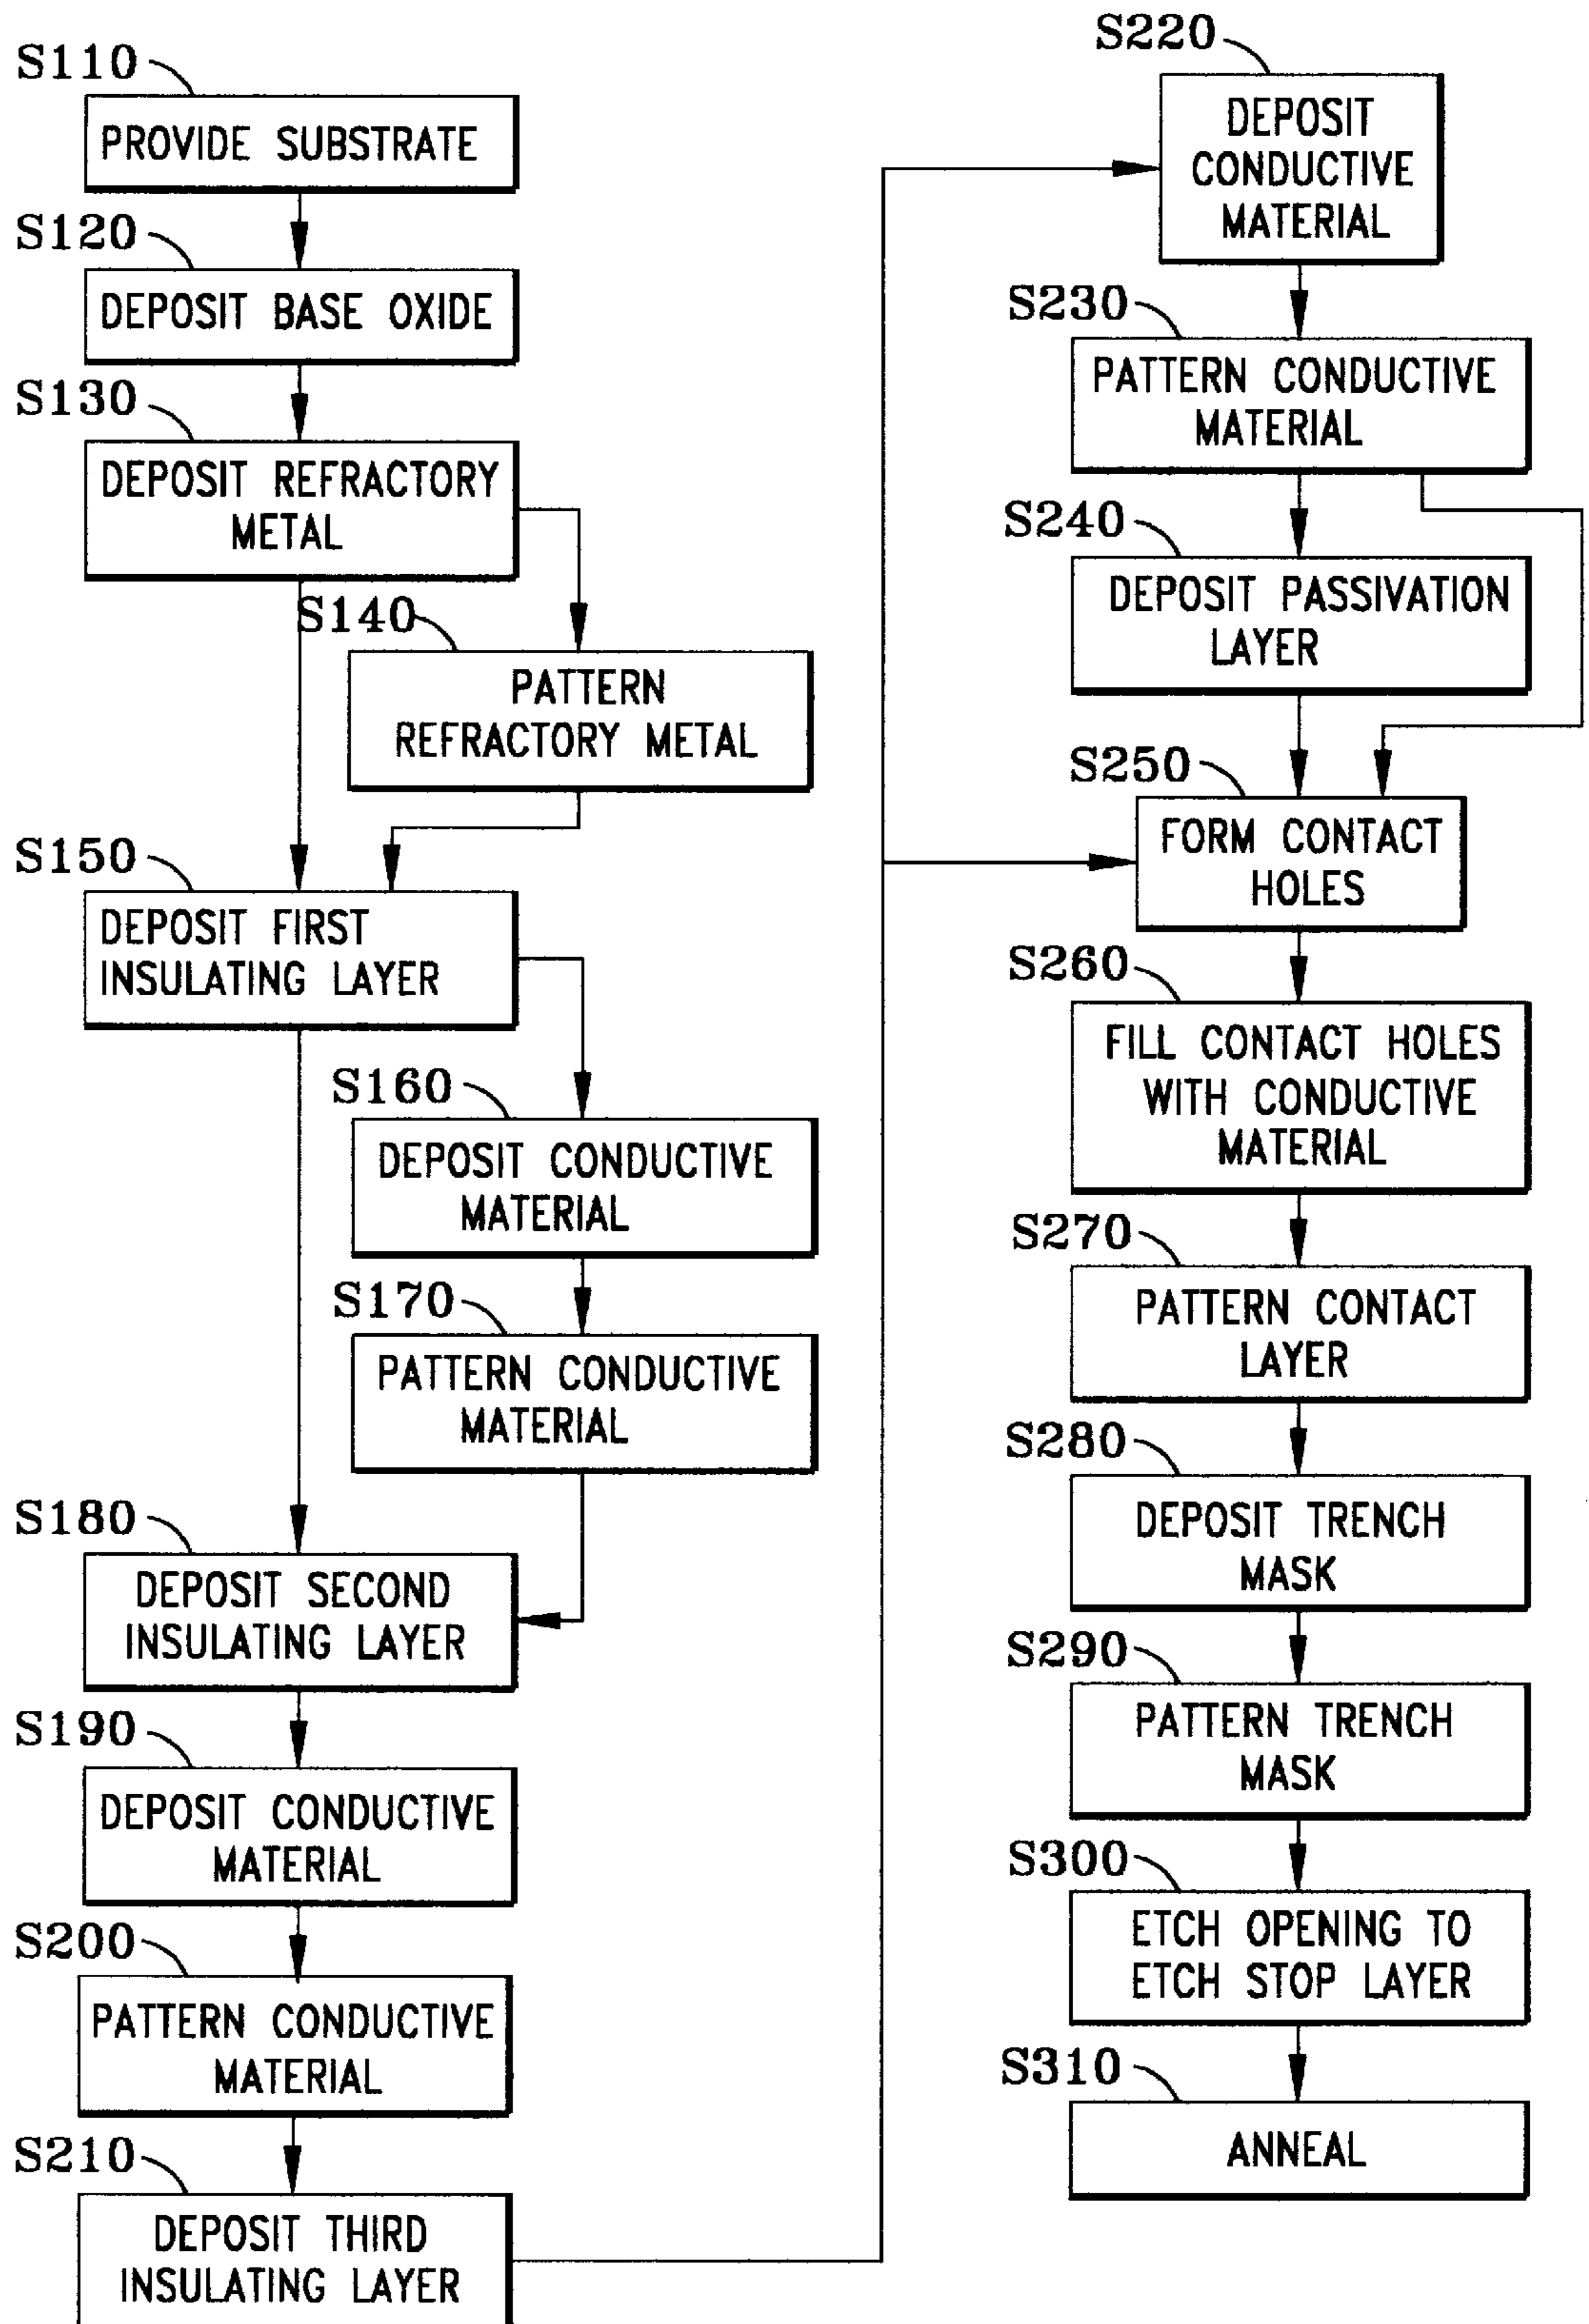 S110
PROVIDE SUBSTRATE
S120
DEPOSIT BASE OXIDE
S130
DEPOSIT REFRACTORY
METAL
S140
PATTERN
REFRACTORY METAL
S150
DEPOSIT FIRST
INSULATING LAYER
S160
DEPOSIT CONDUCTIVE
MATERIAL
S170
PATTERN CONDUCTIVE
MATERIAL
S180
DEPOSIT SECOND
INSULATING LAYER
S190
DEPOSIT CONDUCTIVE
MATERIAL
S200
PATTERN CONDUCTIVE
MATERIAL
S210
DEPOSIT THIRD
INSULATING LAYER
S220
DEPOSIT
CONDUCTIVE
MATERIAL
S230
PATTERN CONDUCTIVE
MATERIAL
S240
DEPOSIT PASSIVATION
LAYER
S250
FORM CONTACT
HOLES
S260
FILL CONTACT HOLES
WITH CONDUCTIVE
MATERIAL
S270
PATTERN CONTACT
LAYER
S280
DEPOSIT TRENCH
MASK
S290
PATTERN TRENCH
MASK
S300
ETCH OPENING TO
ETCH STOP LAYER
S310
ANNEAL